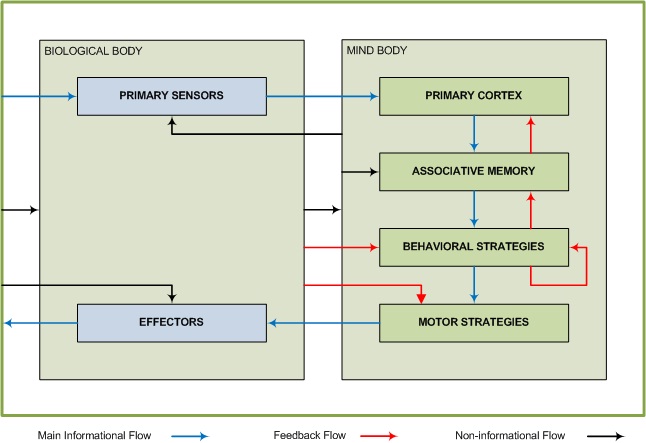 BIOLOGICAL BODY
MIND BODY
PRIMARY SENSORS
PRIMARY CORTEX
ASSOCIATIVE MEMORY
BEHAVIORAL STRATEGIES
EFFECTORS
MOTOR STRATEGIES
Main Informational Flow
Feedback Flow
Non-informational Flow